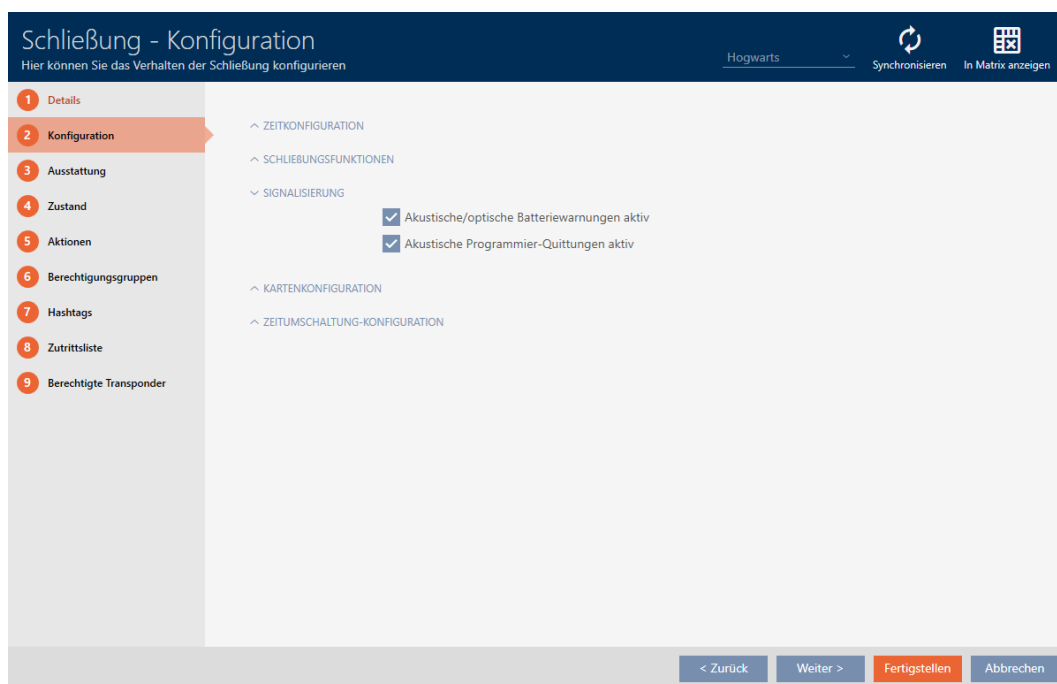 Schließung - Konfiguration
Hier können Sie das Verhalten der Schließung konfigurieren
Hogwarts
Synchronisieren
In Matrix anzeigen
1 Details
2 Konfiguration
3 Ausstattung
4 Zustand
5 Aktionen
6 Berechtigungsgruppen
7 Hashtags
8 Zutrittsliste
9 Berechtigte Transponder
ZEITKONFIGURATION
SCHLIEßUNGSFUNKTIONEN
SIGNALISIERUNG
Akustische/optische Batteriewarnungen aktiv
Akustische Programmier-Quittungen aktiv
KARTENKONFIGURATION
ZEITUMSCHALTUNG-KONFIGURATION
< Zurück
Weiter >
Fertigstellen
Abbrechen